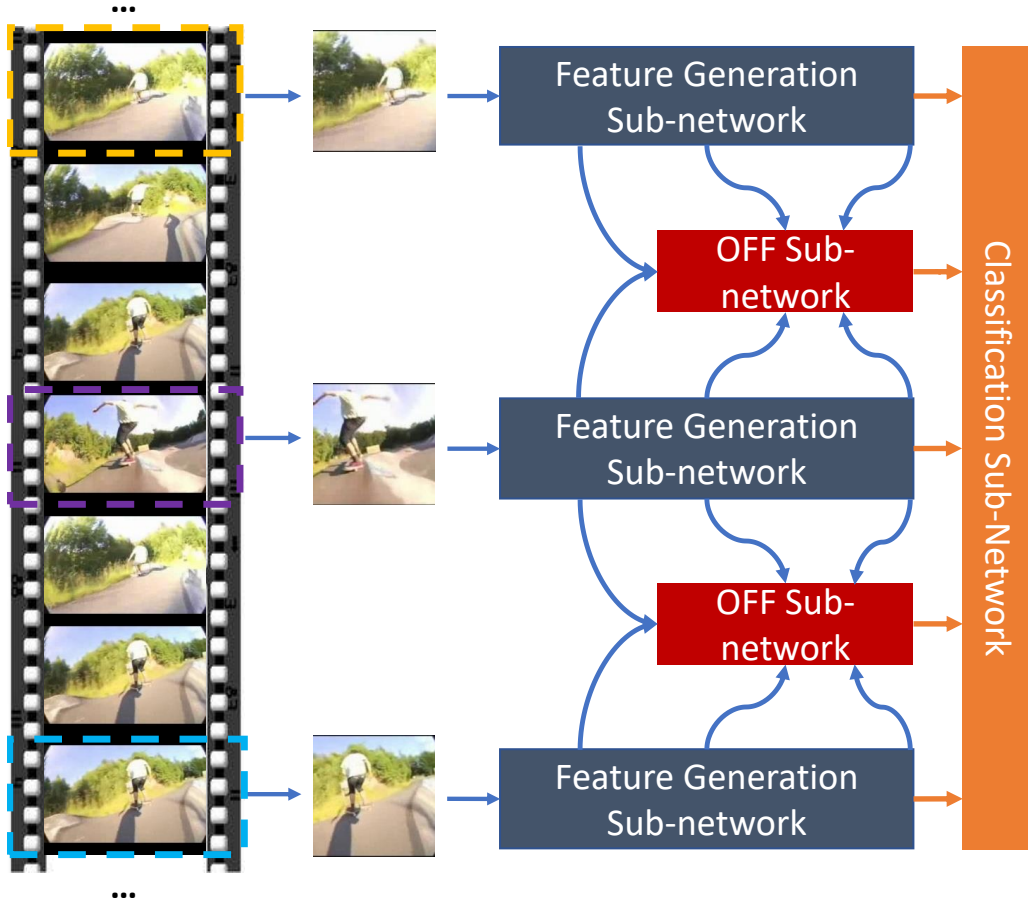 ...
Feature Generation
Sub-network
OFF Sub-
network
Feature Generation
Sub-network
OFF Sub-
network
Feature Generation
Sub-network
Classification Sub-Network
...